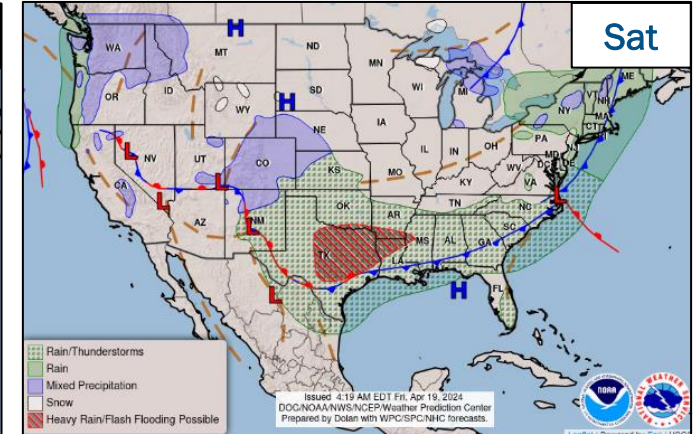 Sat
H
WA
MT
ND
MN
ME
OR
ID
SD
WI
MI
VT
NH
NY
MA
CT
WY
H
IA
PA
NJ
NE
IL
IN
OH
MD
DE
DC
L
NV
UT
CO
WV
VA
CA
L
KS
MO
KY
L
L
AZ
NM
OK
AR
TN
NC
L
TX
MS
AL
GA
SC
LA
L
H
FL
Rain/Thunderstorms
Rain
Mixed Precipitation
Snow
Heavy Rain/Flash Flooding Possible
Issued 4:19 AM EDT Fri, Apr 19, 2024
DOC/NOAA/NWS/NCEP/Weather Prediction Center
Prepared by Dolan with WPC/SPC/NHC forecasts.
NOAA
NATIONAL WEATHER SERVICE